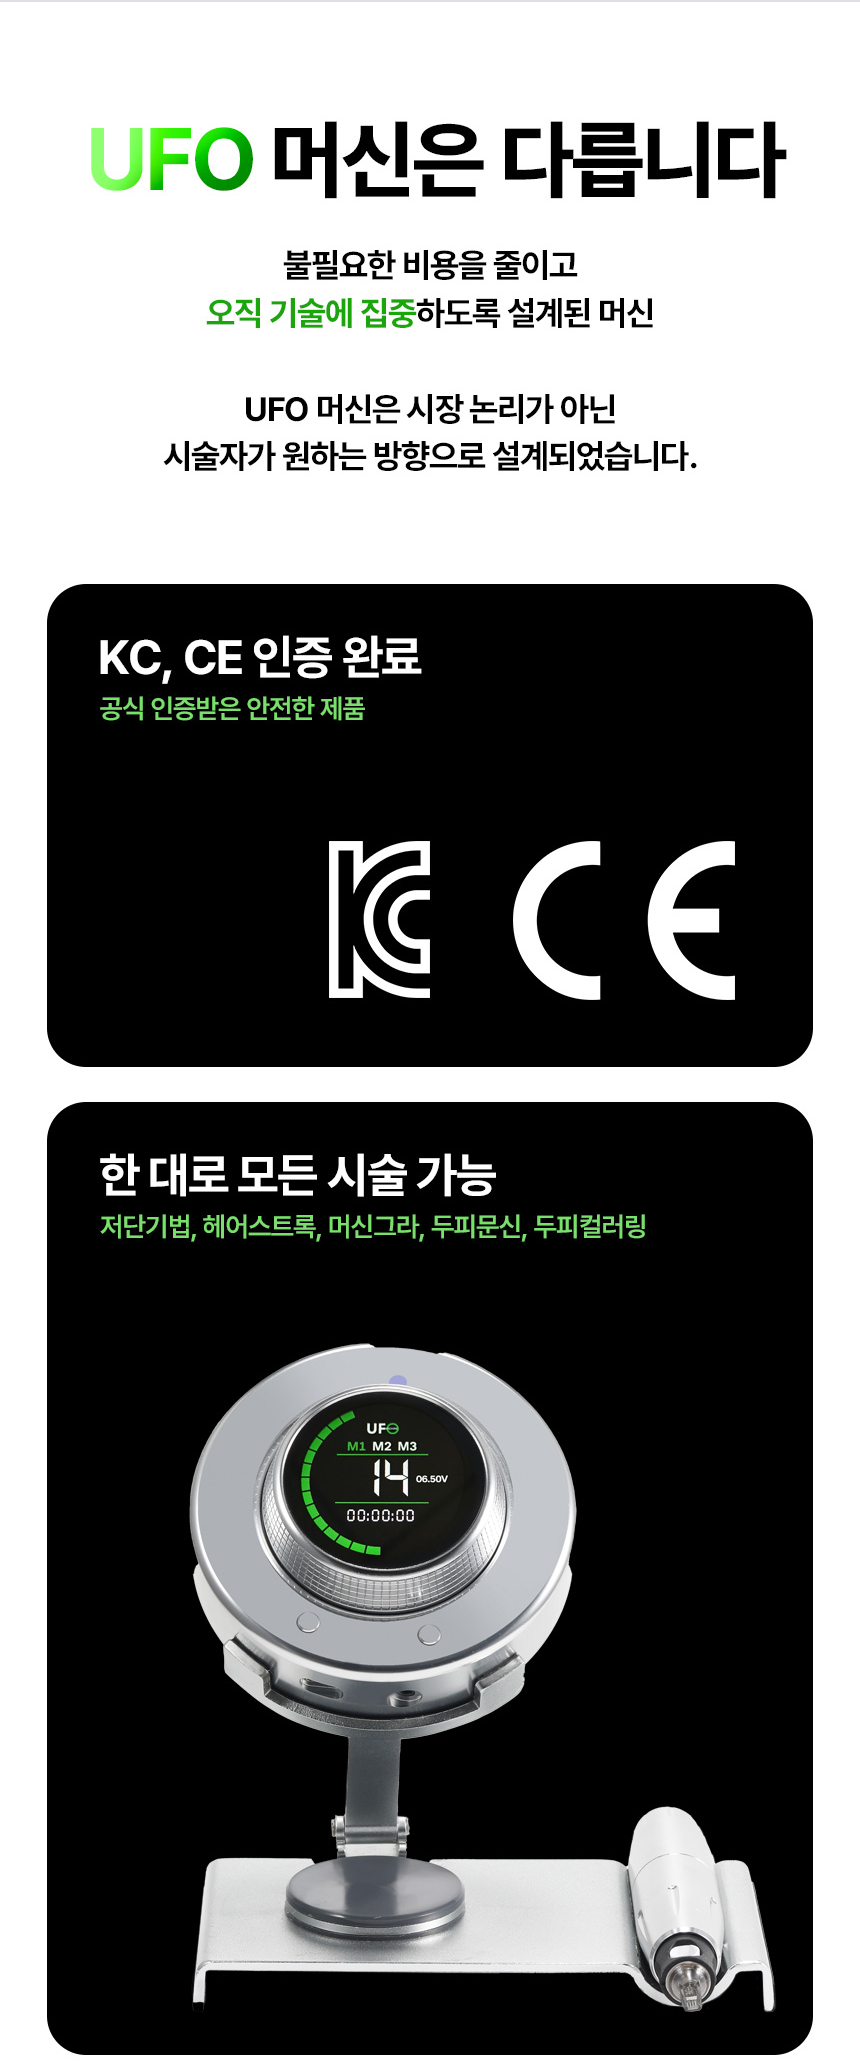 UFO 머신은 다릅니다
불필요한 비용을 줄이고
오직 기술에 집중하도록 설계된 머신
UFO 머신은 시장 논리가 아닌
시술자가 원하는 방향으로 설계되었습니다.
KC, CE 인증 완료
공식 인증받은 안전한 제품
KC CE
한 대로 모든 시술 가능
저단기법, 헤어스트록, 머신그라, 두피문신, 두피컬러링
UFO
M1 M2 M3
14 06.50V
00:00:00